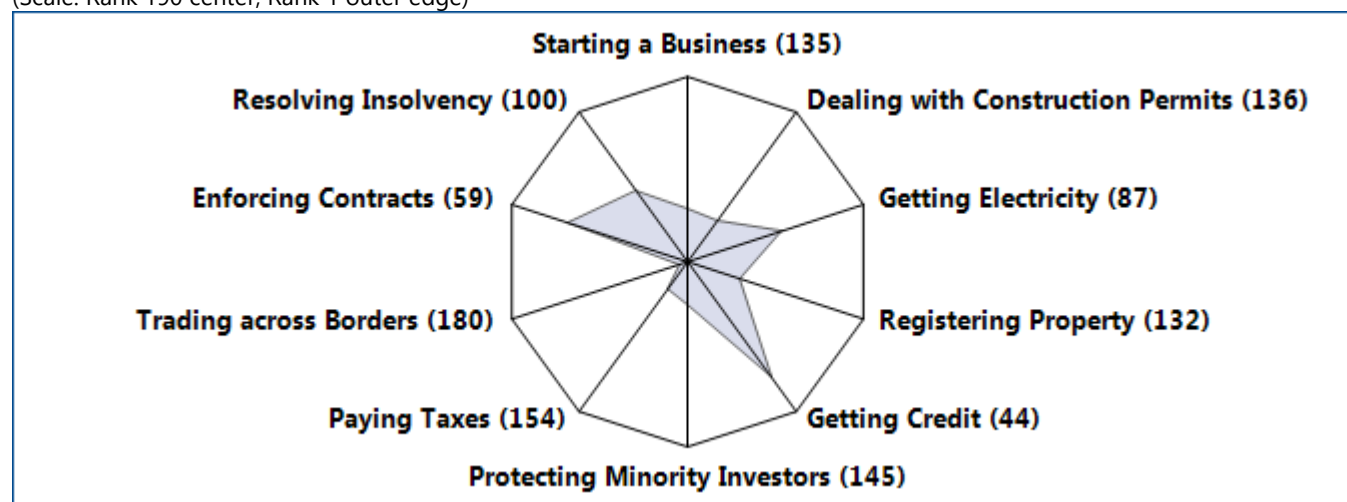 (Scale: Rank 190 center, Rank 1 outer edge)
Starting a Business (135)
Resolving Insolvency (100)
Dealing with Construction Permits (136)
Enforcing Contracts (59)
Getting Electricity (87)
Trading across Borders (180)
Registering Property (132)
Paying Taxes (154)
Getting Credit (44)
Protecting Minority Investors (145)